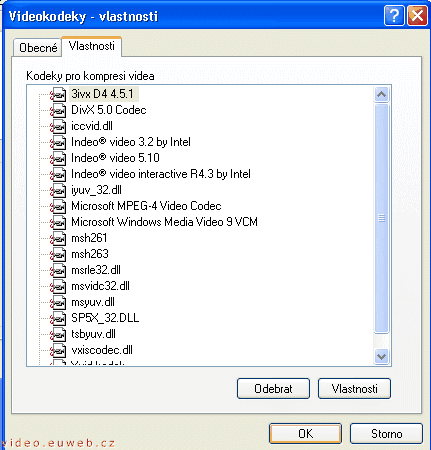 Videokodeky - vlastnosti
Obecné
Vlastnosti
Kodeky pro kompresi videa
3ivx D4 4.5.1
DivX 5.0 Codec
iccvid.dll
Indeo® video 3.2 by Intel
Indeo® video 5.10
Indeo® video interactive R4.3 by Intel
iyuv_32.dll
Microsoft MPEG-4 Video Codec
Microsoft Windows Media Video 9 VCM
msh261
msh263
msrle32.dll
msvidc32.dll
msyuv.dll
SP5X_32.DLL
tsbyuv.dll
vxiscodec.dll
Xvid kodek
Odebrat
Vlastnosti
OK
Storno
video.euweb.cz